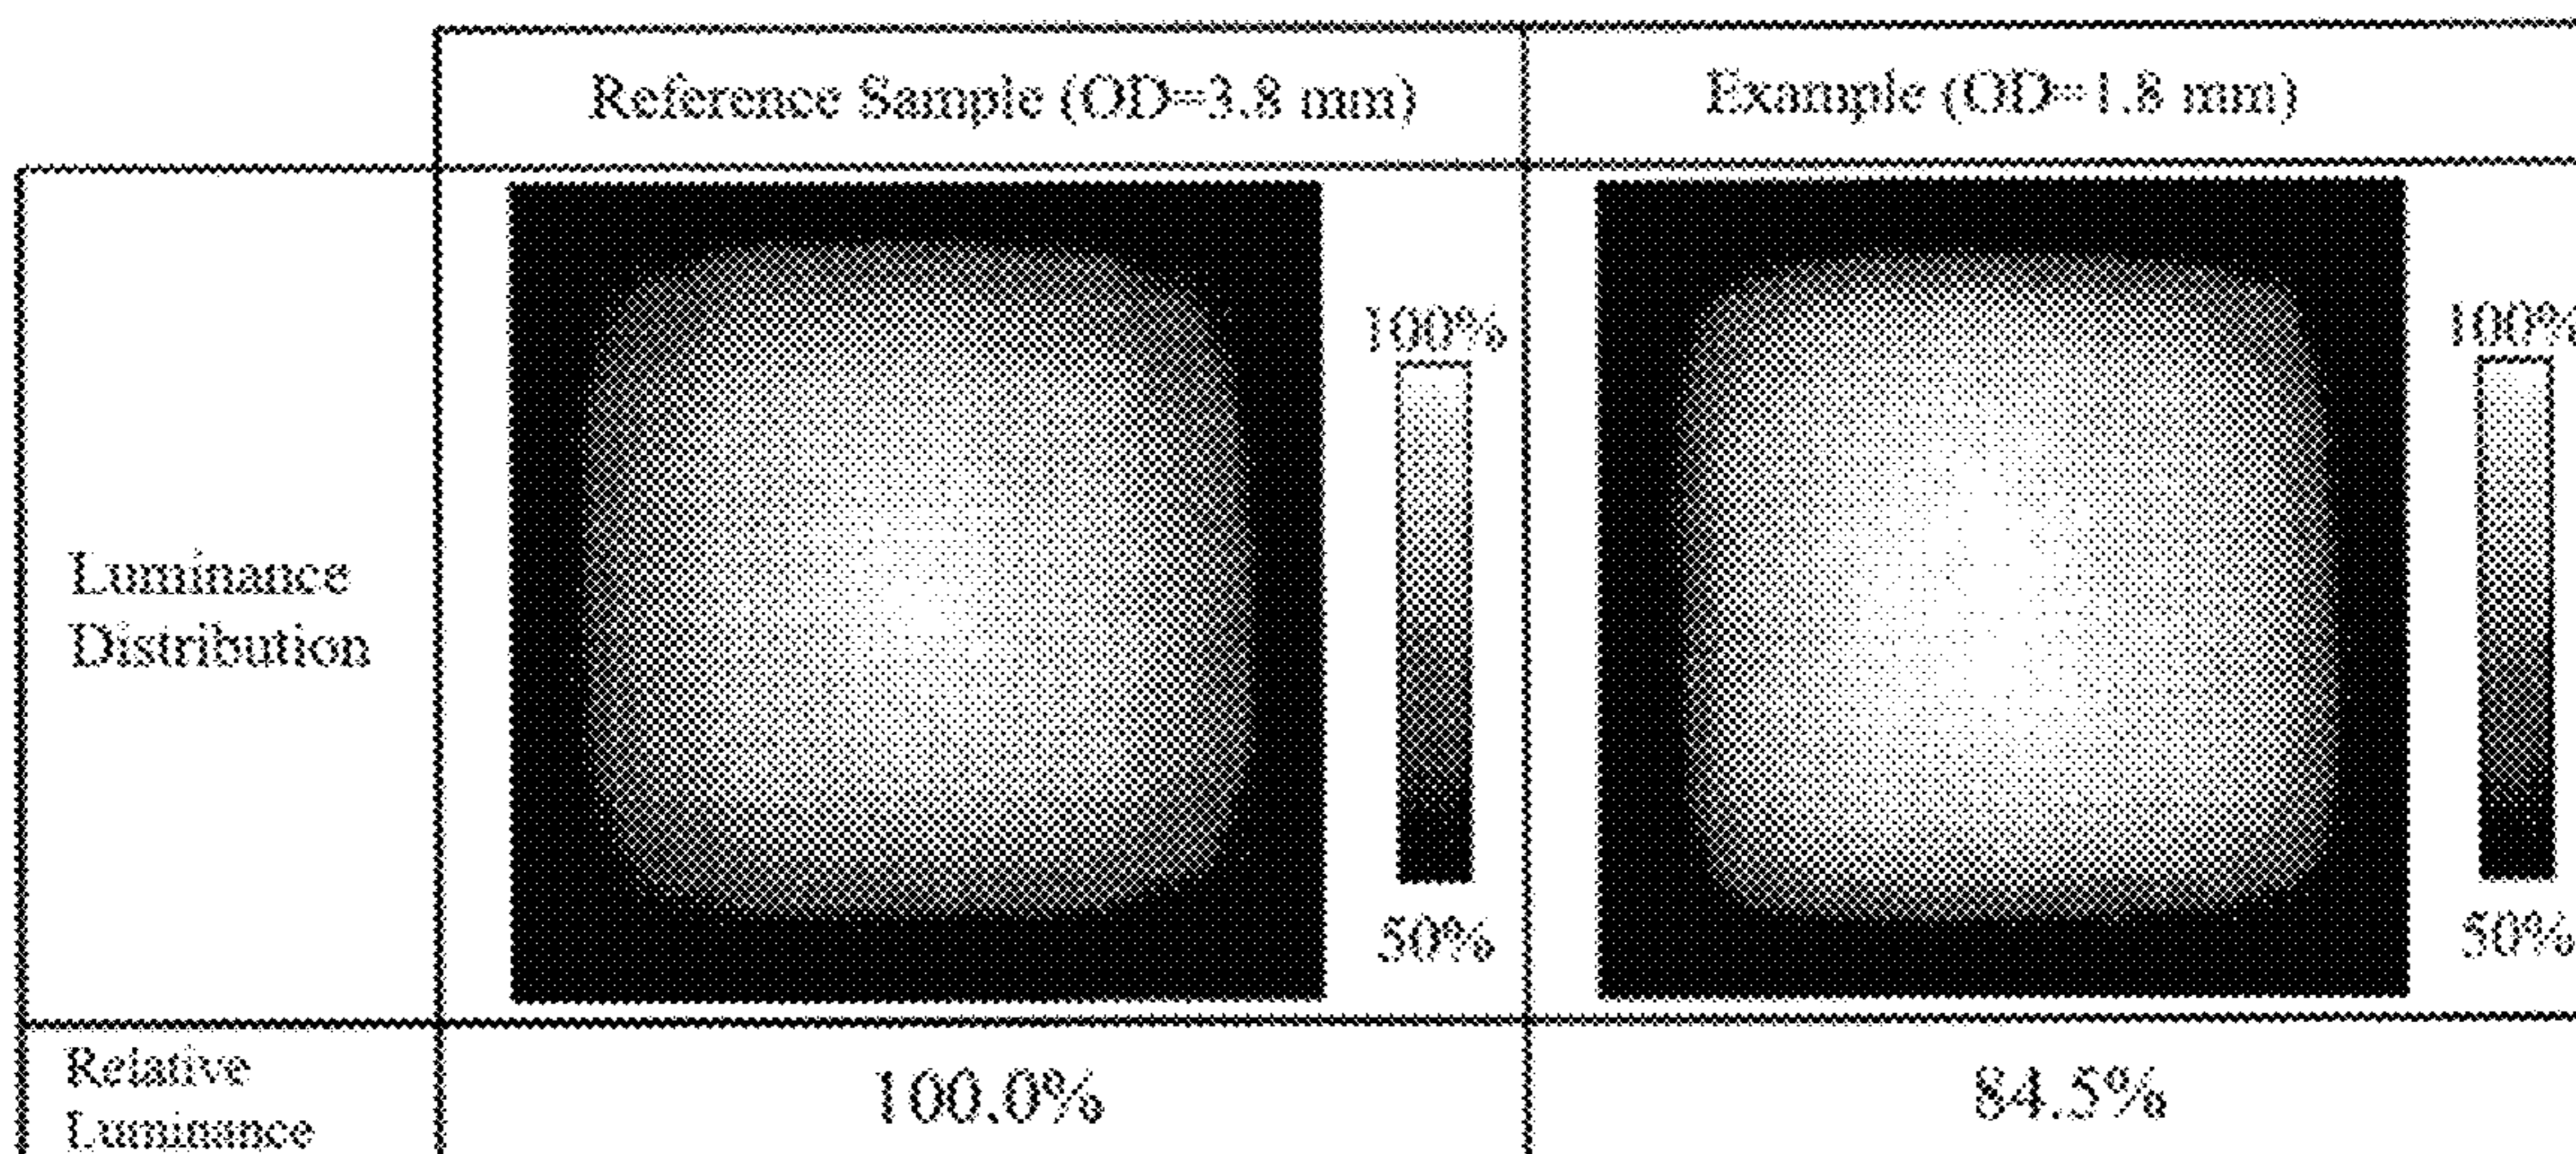 Reference Sample (OD=3.8 mm)
Example (OD=1.8 mm)
Luminance
Distribution
100%
50%
100%
50%
Relative
Luminance
100.0%
84.5%